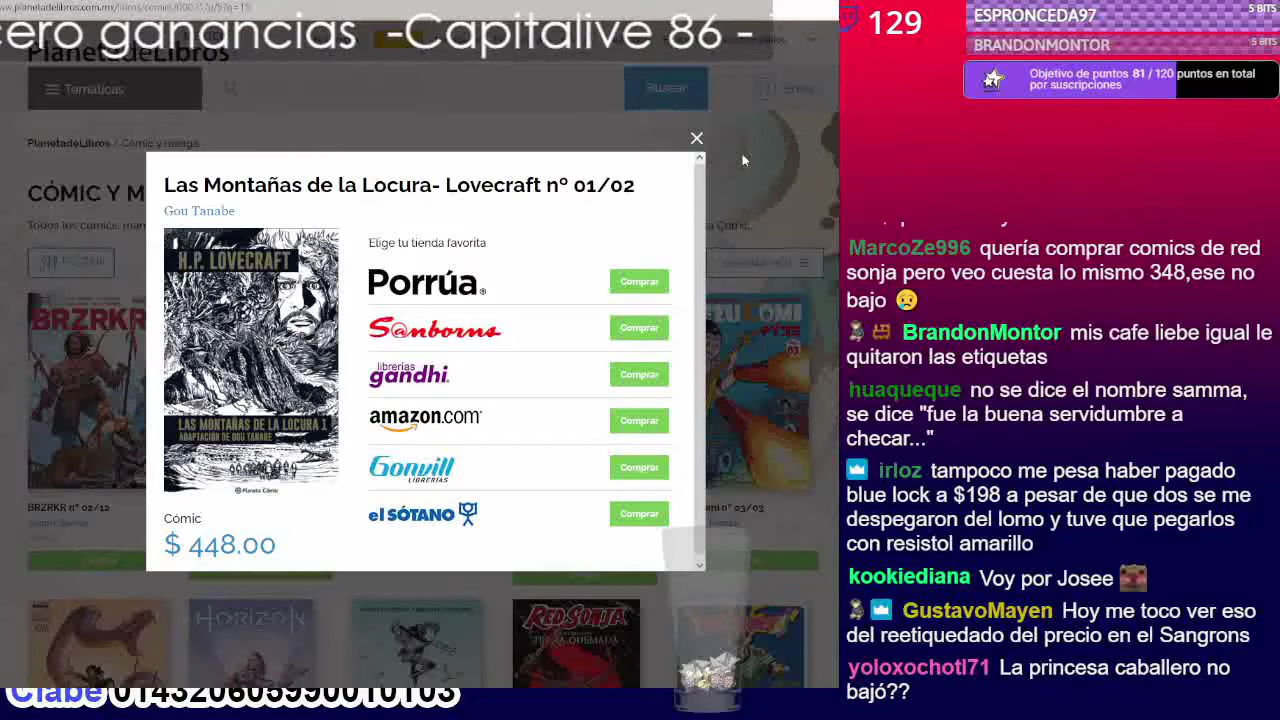 www.planetadelibros.com.mx
cero ganancias -Capitalive 86 -
PlanetadeLibros
Temáticas
Buscar
PlanetadeLibros / Cómic y manga
CÓMIC Y M
Las Montañas de la Locura- Lovecraft nº 01/02
Gou Tanabe
H.P. LOVECRAFT
LAS MONTAÑAS DE LA LOCURA 1
ADAPTACIÓN DE GOU TANABE
Planeta Cómic
Cómic
$ 448.00
Elige tu tienda favorita
Porrúa
Comprar
Sanborns
Comprar
librerías
gandhi
Comprar
amazon.com
Comprar
Gonvill
LIBRERÍAS
Comprar
el SÓTANO
Comprar
BRZRKR
BRZRKR nº 02/12
HORIZON
RED SONJA
Clabe 014320605990010103
129
ESPRONCEDA97
5 BITS
BRANDONMONTOR
5 BITS
Objetivo de puntos 81 / 120 puntos en total
por suscripciones
MarcoZe996 quería comprar comics de red
sonja pero veo cuesta lo mismo 348,ese no
bajo 😥
BrandonMontor mis cafe liebe igual le
quitaron las etiquetas
huaqueque no se dice el nombre samma,
se dice "fue la buena servidumbre a
checar..."
irloz tampoco me pesa haber pagado
blue lock a $198 a pesar de que dos se me
despegaron del lomo y tuve que pegarlos
con resistol amarillo
kookiediana Voy por Josee
GustavoMayen Hoy me toco ver eso
del reetiquedado del precio en el Sangrons
yoloxochotl71 La princesa caballero no
bajó??